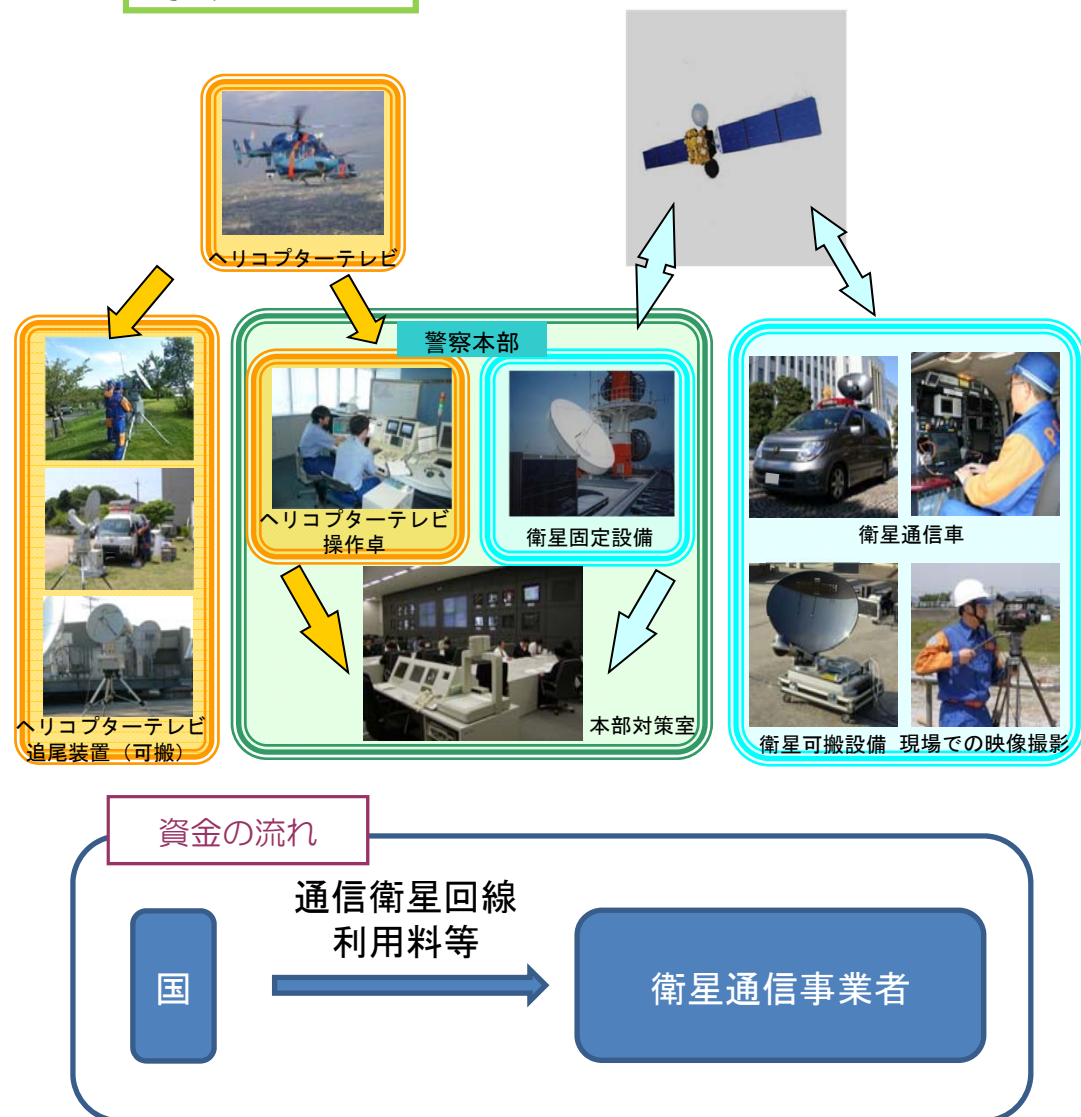 ヘリコプターテレビ
警察本部
ヘリコプターテレビ
操作卓
衛星固定設備
本部対策室
ヘリコプターテレビ
追尾装置（可搬）
衛星通信車
衛星可搬設備
現場での映像撮影
資金の流れ
通信衛星回線
利用料等
国
衛星通信事業者